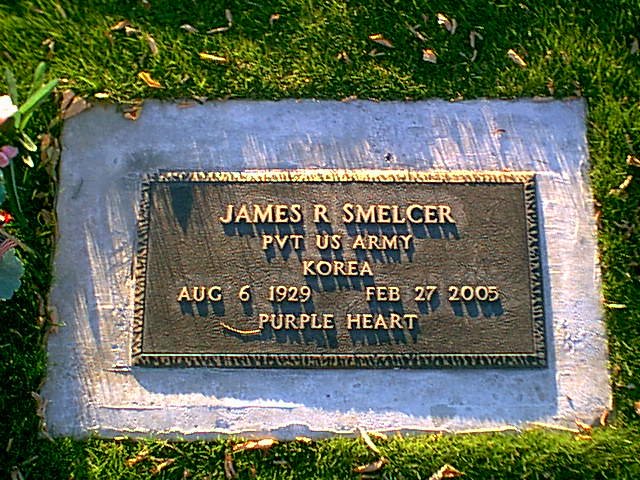 JAMES R SMELCER
PVT US ARMY
KOREA
AUG 6 1929 FEB 27 2005
PURPLE HEART